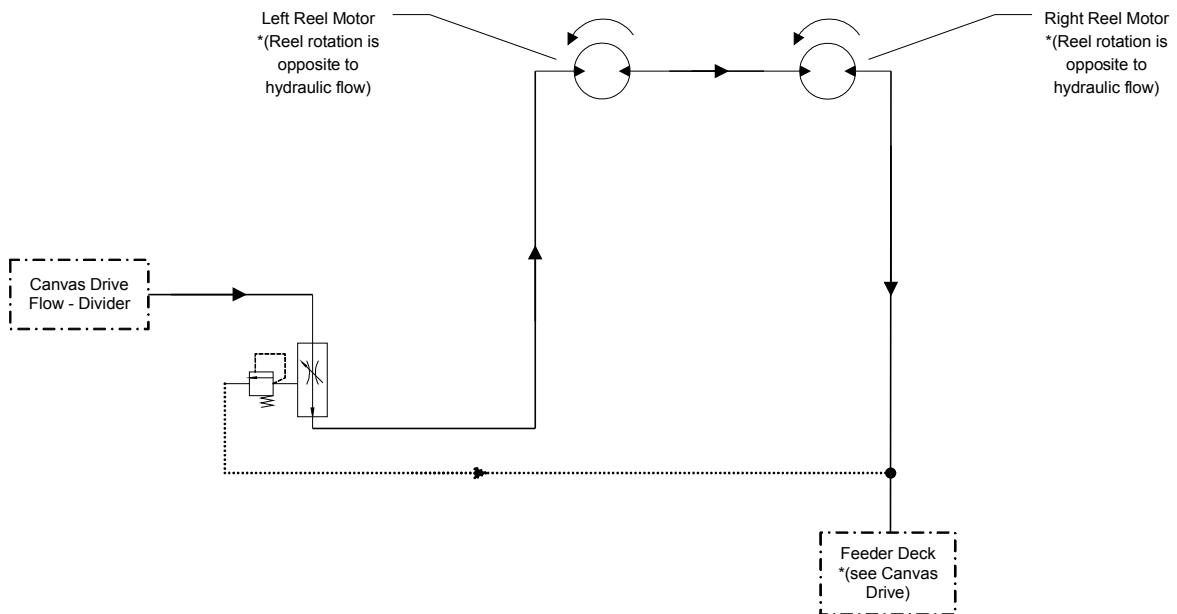 Left Reel Motor
*(Reel rotation is
opposite to
hydraulic flow)
Right Reel Motor
*(Reel rotation is
opposite to
hydraulic flow)
Canvas Drive
Flow - Divider
Feeder Deck
*(see Canvas
Drive)